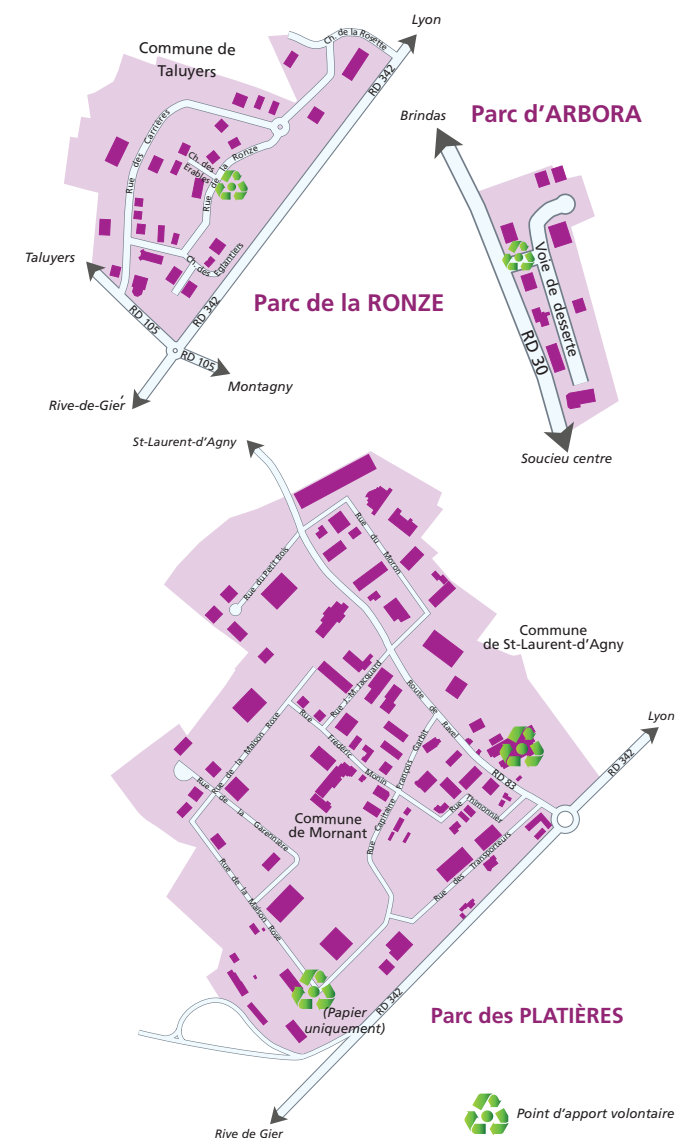 Lyon
Commune de
Taluyers
Ch. de la Rosette
RD 342
Rue des Carrières
Ch. des
Erables
Rue de la Ronze
Ch. des Eglantiers
Taluyers
RD 105
RD 342
RD 105
Montagny
Rive-de-Gier
Parc de la RONZE
Parc d'ARBORA
Brindas
Voie de desserte
RD 30
Soucieu centre
St-Laurent-d'Agny
Rue du Petit Bois
Rue du Moron
Commune
de St-Laurent-d'Agny
Rue J.-M. Jacquard
Route de Ravel
RD 83
Lyon
RD 342
Rue de la Maison Rose
Rue Frédéric Monin
Rue Capitaine François Garbit
Rue Thimonnier
Rue de la Garennière
Commune
de Mornant
Rue des Transporteurs
Rue de la Maison Rose
(Papier
uniquement)
RD 342
Parc des PLATIÈRES
Rive de Gier
Point d'apport volontaire